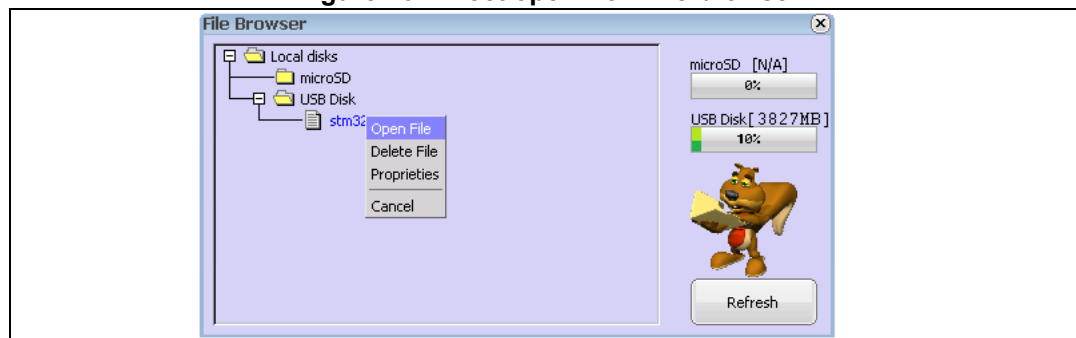 File Browser
Local disks
microSD
USB Disk
stm32
Open File
Delete File
Proprieties
Cancel
microSD [N/A]
0%
USB Disk[3827MB]
10%
Refresh